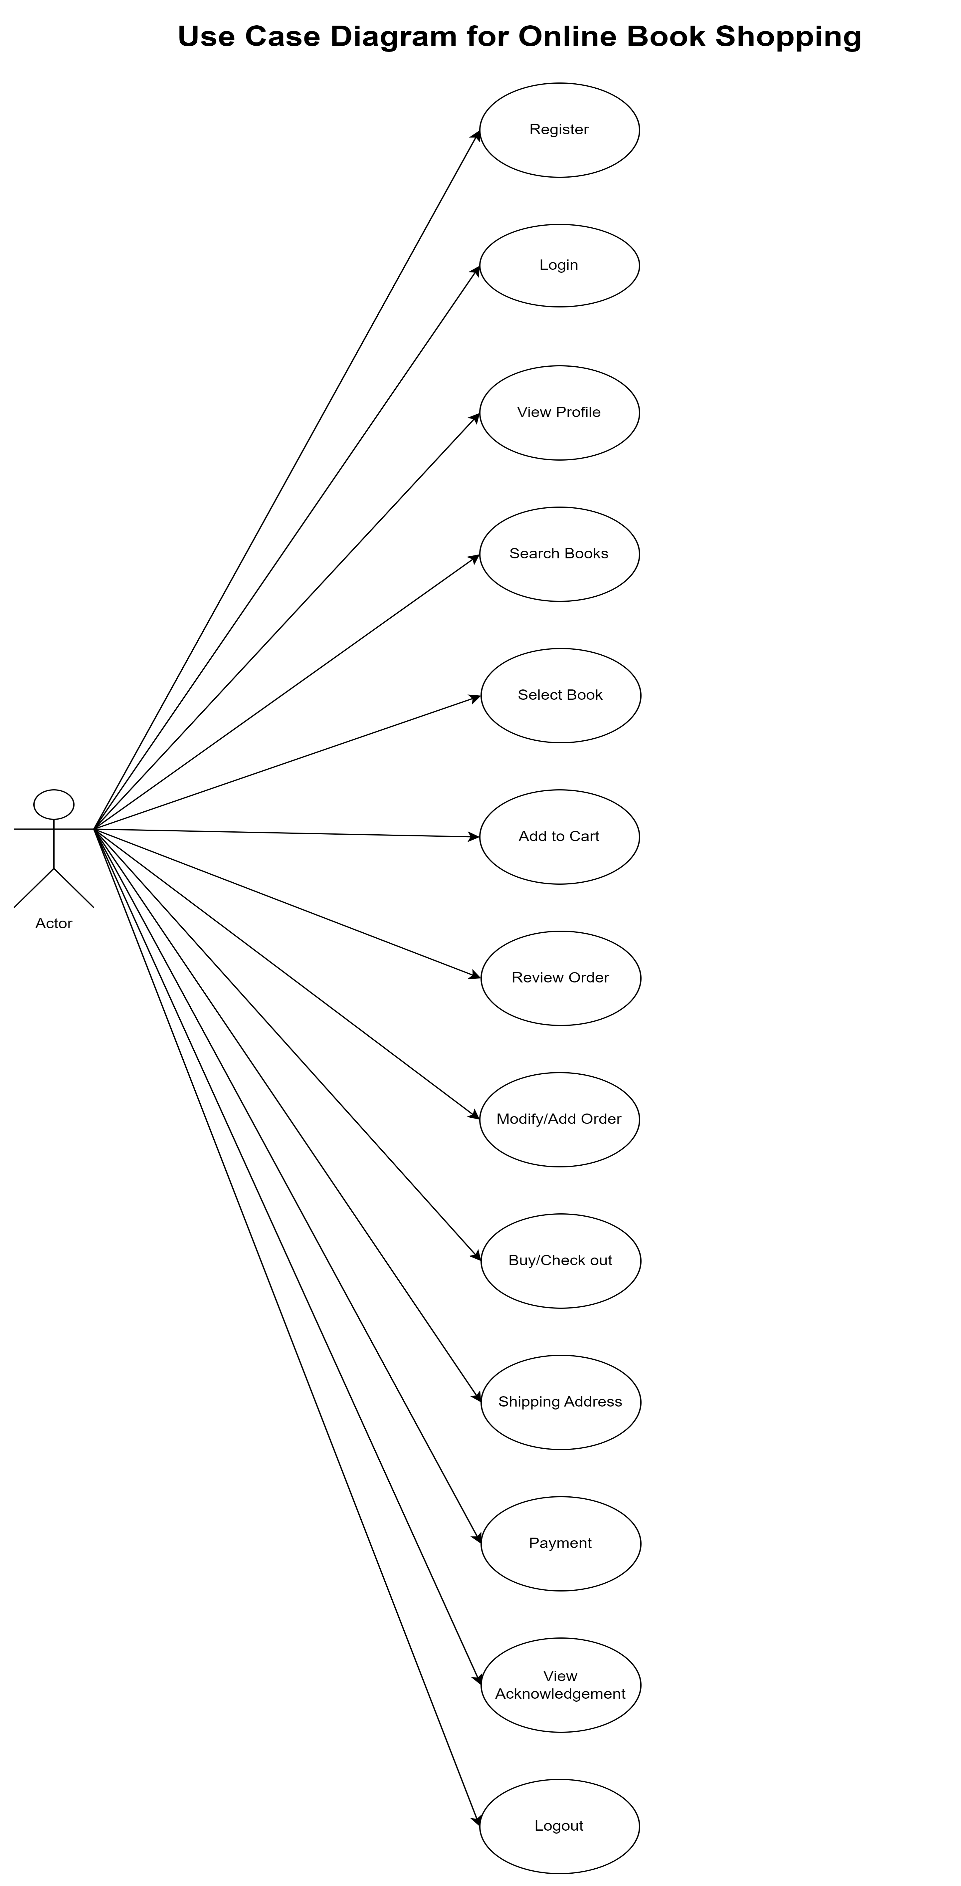 Use Case Diagram for Online Book Shopping
Register
Login
View Profile
Search Books
Select Book
Add to Cart
Actor
Review Order
Modify/Add Order
Buy/Check out
Shipping Address
Payment
View
Acknowledgement
Logout